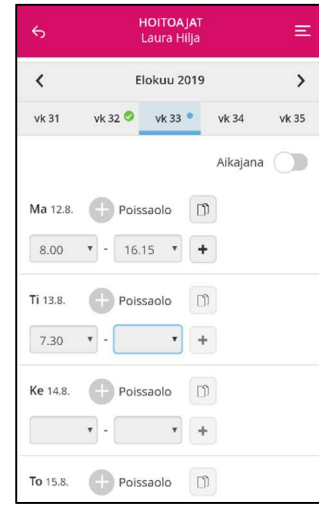 HOITOAJAT
Laura Hilja
Elokuu 2019
vk 31 vk 32 vk 33 vk 34 vk 35
Aikajana
Ma 12.8. + Poissaolo
8.00 - 16.15 +
Ti 13.8. + Poissaolo
7.30 - +
Ke 14.8. + Poissaolo
- +
To 15.8. + Poissaolo